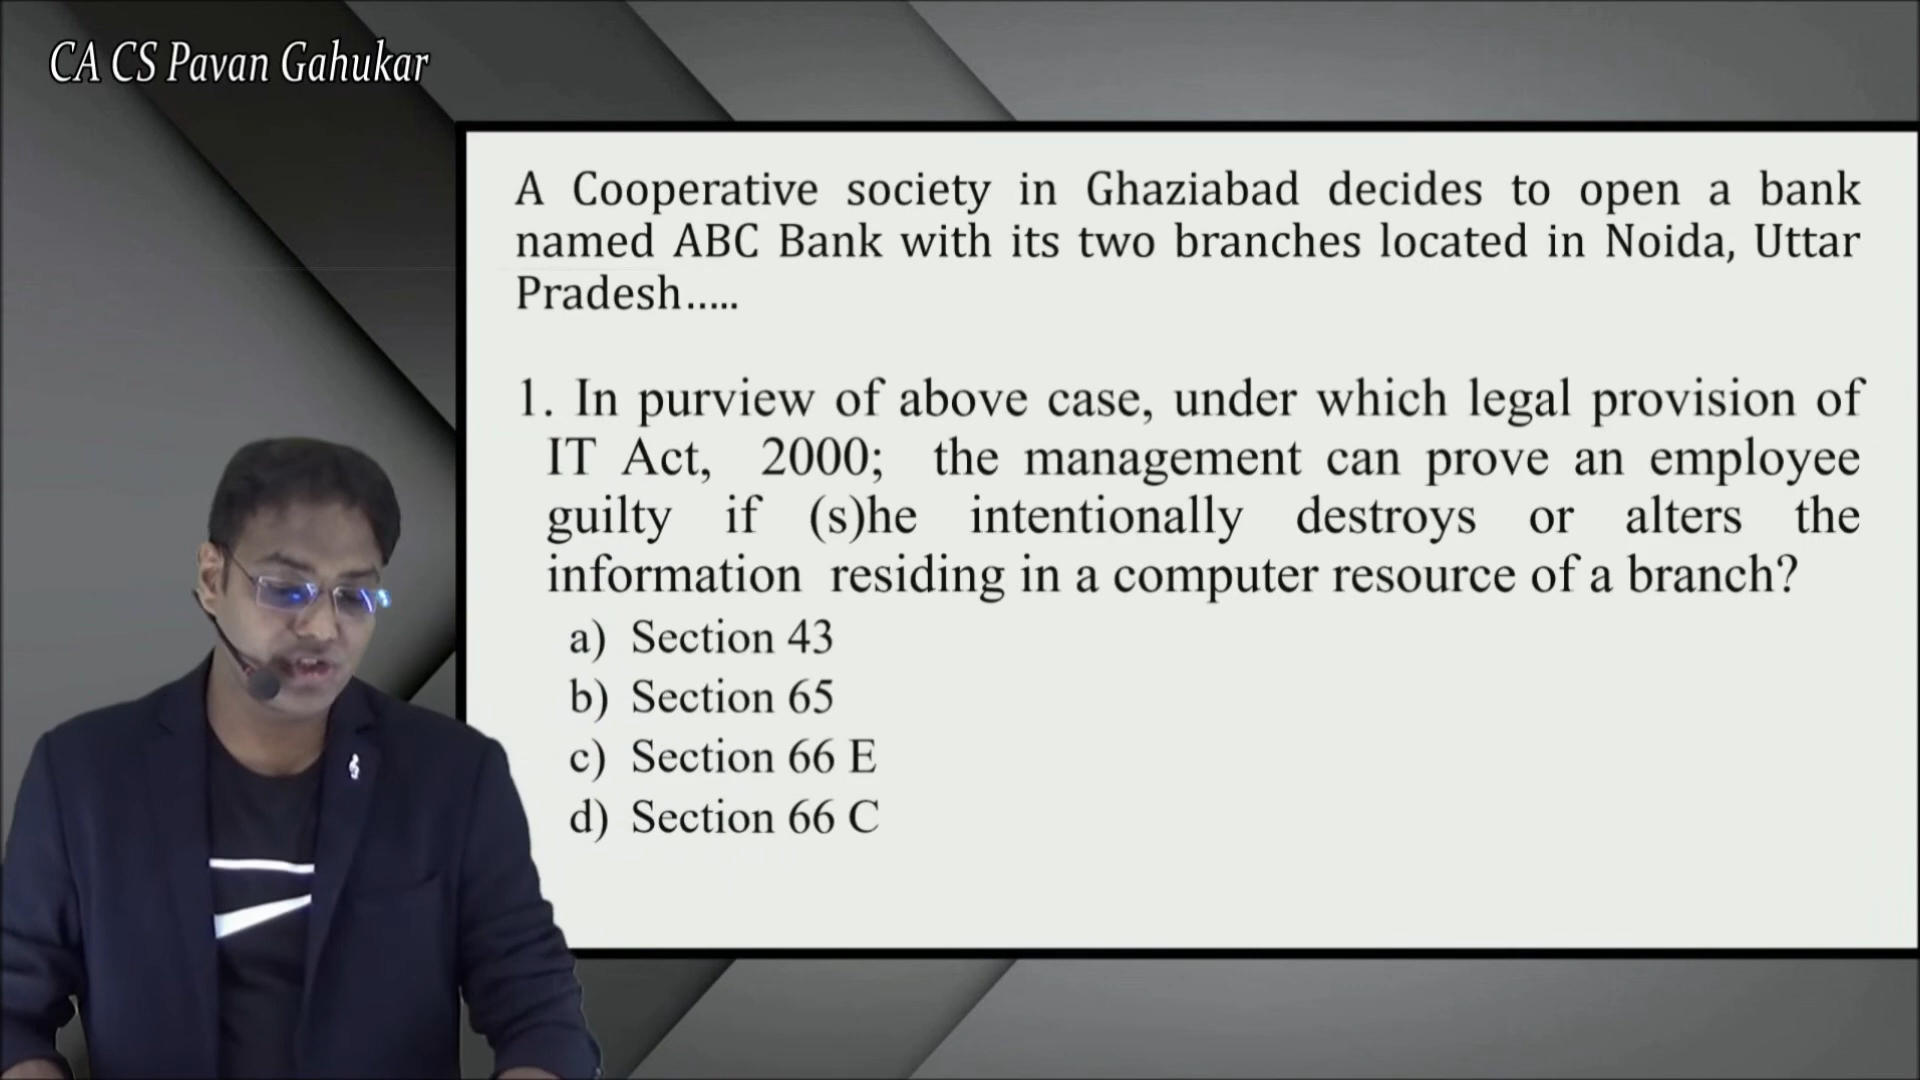 CA CS Pavan Gahukar
A Cooperative society in Ghaziabad decides to open a bank
named ABC Bank with its two branches located in Noida, Uttar
Pradesh.....
1. In purview of above case, under which legal provision of
IT Act, 2000; the management can prove an employee
guilty if (s)he intentionally destroys or alters the
information residing in a computer resource of a branch?
a) Section 43
b) Section 65
c) Section 66 E
d) Section 66 C